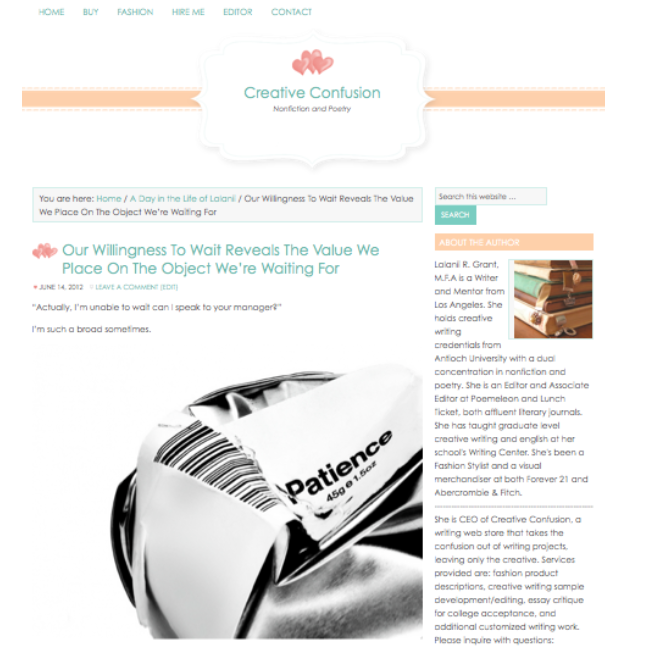 HOME BUY FASHION HIRE ME EDITOR CONTACT
Creative Confusion
Nonfiction and Poetry
You are here: Home / A Day in the Life of Lalanii / Our Willingness To Wait Reveals The Value
We Place On The Object We're Waiting For
Our Willingness To Wait Reveals The Value We
Place On The Object We're Waiting For
JUNE 14, 2012 LEAVE A COMMENT (EDIT)
"Actually, I'm unable to wait can I speak to your manager?"
I'm such a broad sometimes.
Patience
45g e 1.5oz
Search this website ...
SEARCH
ABOUT THE AUTHOR
Lalanii R. Grant,
M.F.A is a Writer
and Mentor from
Los Angeles. She
holds creative
writing
credentials from
Antioch University with a dual
concentration in nonfiction and
poetry. She is an Editor and Associate
Editor at Poemeleon and Lunch
Ticket, both affluent literary journals.
She has taught graduate level
creative writing and english at her
school's Writing Center. She's been a
Fashion Stylist and a visual
merchandiser at both Forever 21 and
Abercrombie & Fitch.
She is CEO of Creative Confusion, a
writing web store that takes the
confusion out of writing projects,
leaving only the creative. Services
provided are: fashion product
descriptions, creative writing sample
development/editing, essay critique
for college acceptance, and
additional customized writing work.
Please inquire with questions: